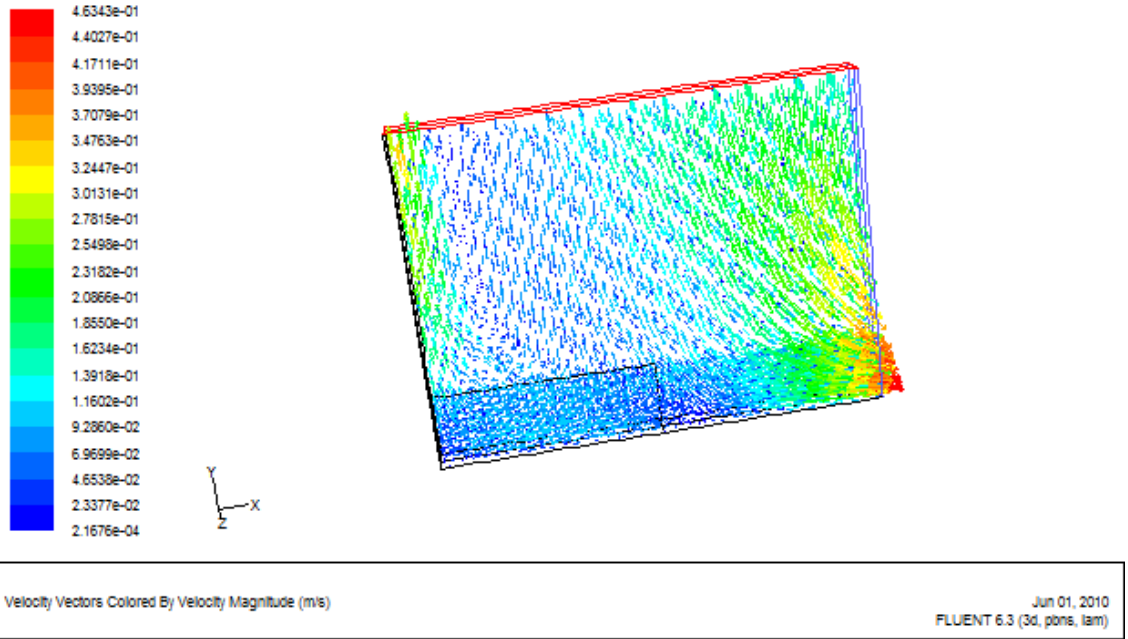 4.6343e-01
4.4027e-01
4.1711e-01
3.9395e-01
3.7079e-01
3.4763e-01
3.2447e-01
3.0131e-01
2.7815e-01
2.5498e-01
2.3182e-01
2.0866e-01
1.8550e-01
1.6234e-01
1.3918e-01
1.1602e-01
9.2860e-02
6.9699e-02
4.6538e-02
2.3377e-02
2.1676e-04
Y
X
Z
Velocity Vectors Colored By Velocity Magnitude (m/s)
Jun 01, 2010
FLUENT 6.3 (3d, pbns, lam)